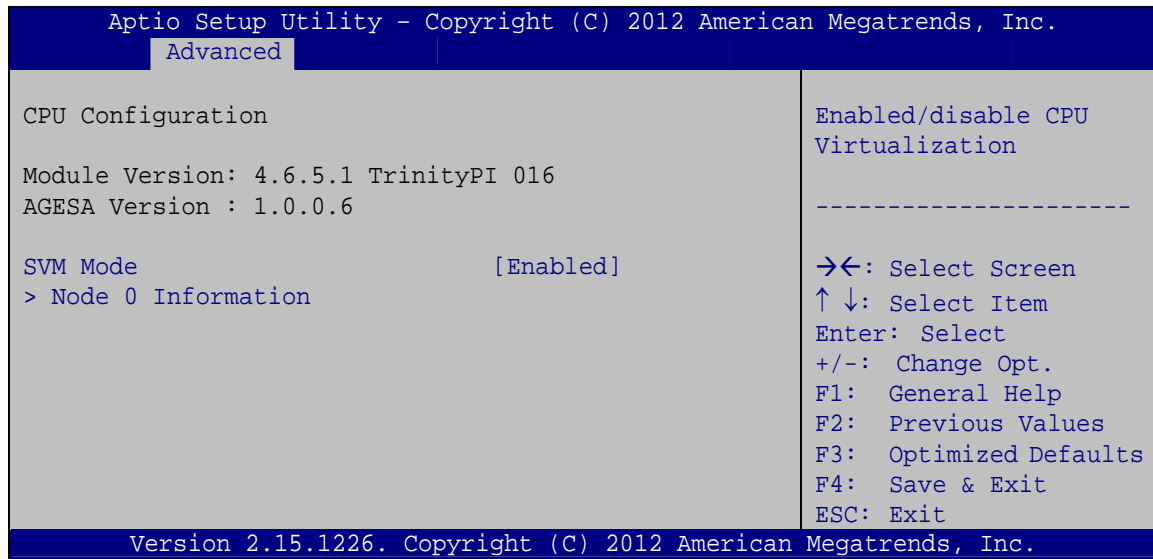 Aptio Setup Utility – Copyright (C) 2012 American Megatrends, Inc.
Advanced
CPU Configuration
Module Version: 4.6.5.1 TrinityPI 016
AGESA Version : 1.0.0.6
SVM Mode [Enabled]
> Node 0 Information
Enabled/disable CPU
Virtualization
----------------------
→←: Select Screen
↑ ↓: Select Item
Enter: Select
+/-: Change Opt.
F1: General Help
F2: Previous Values
F3: Optimized Defaults
F4: Save & Exit
ESC: Exit
Version 2.15.1226. Copyright (C) 2012 American Megatrends, Inc.